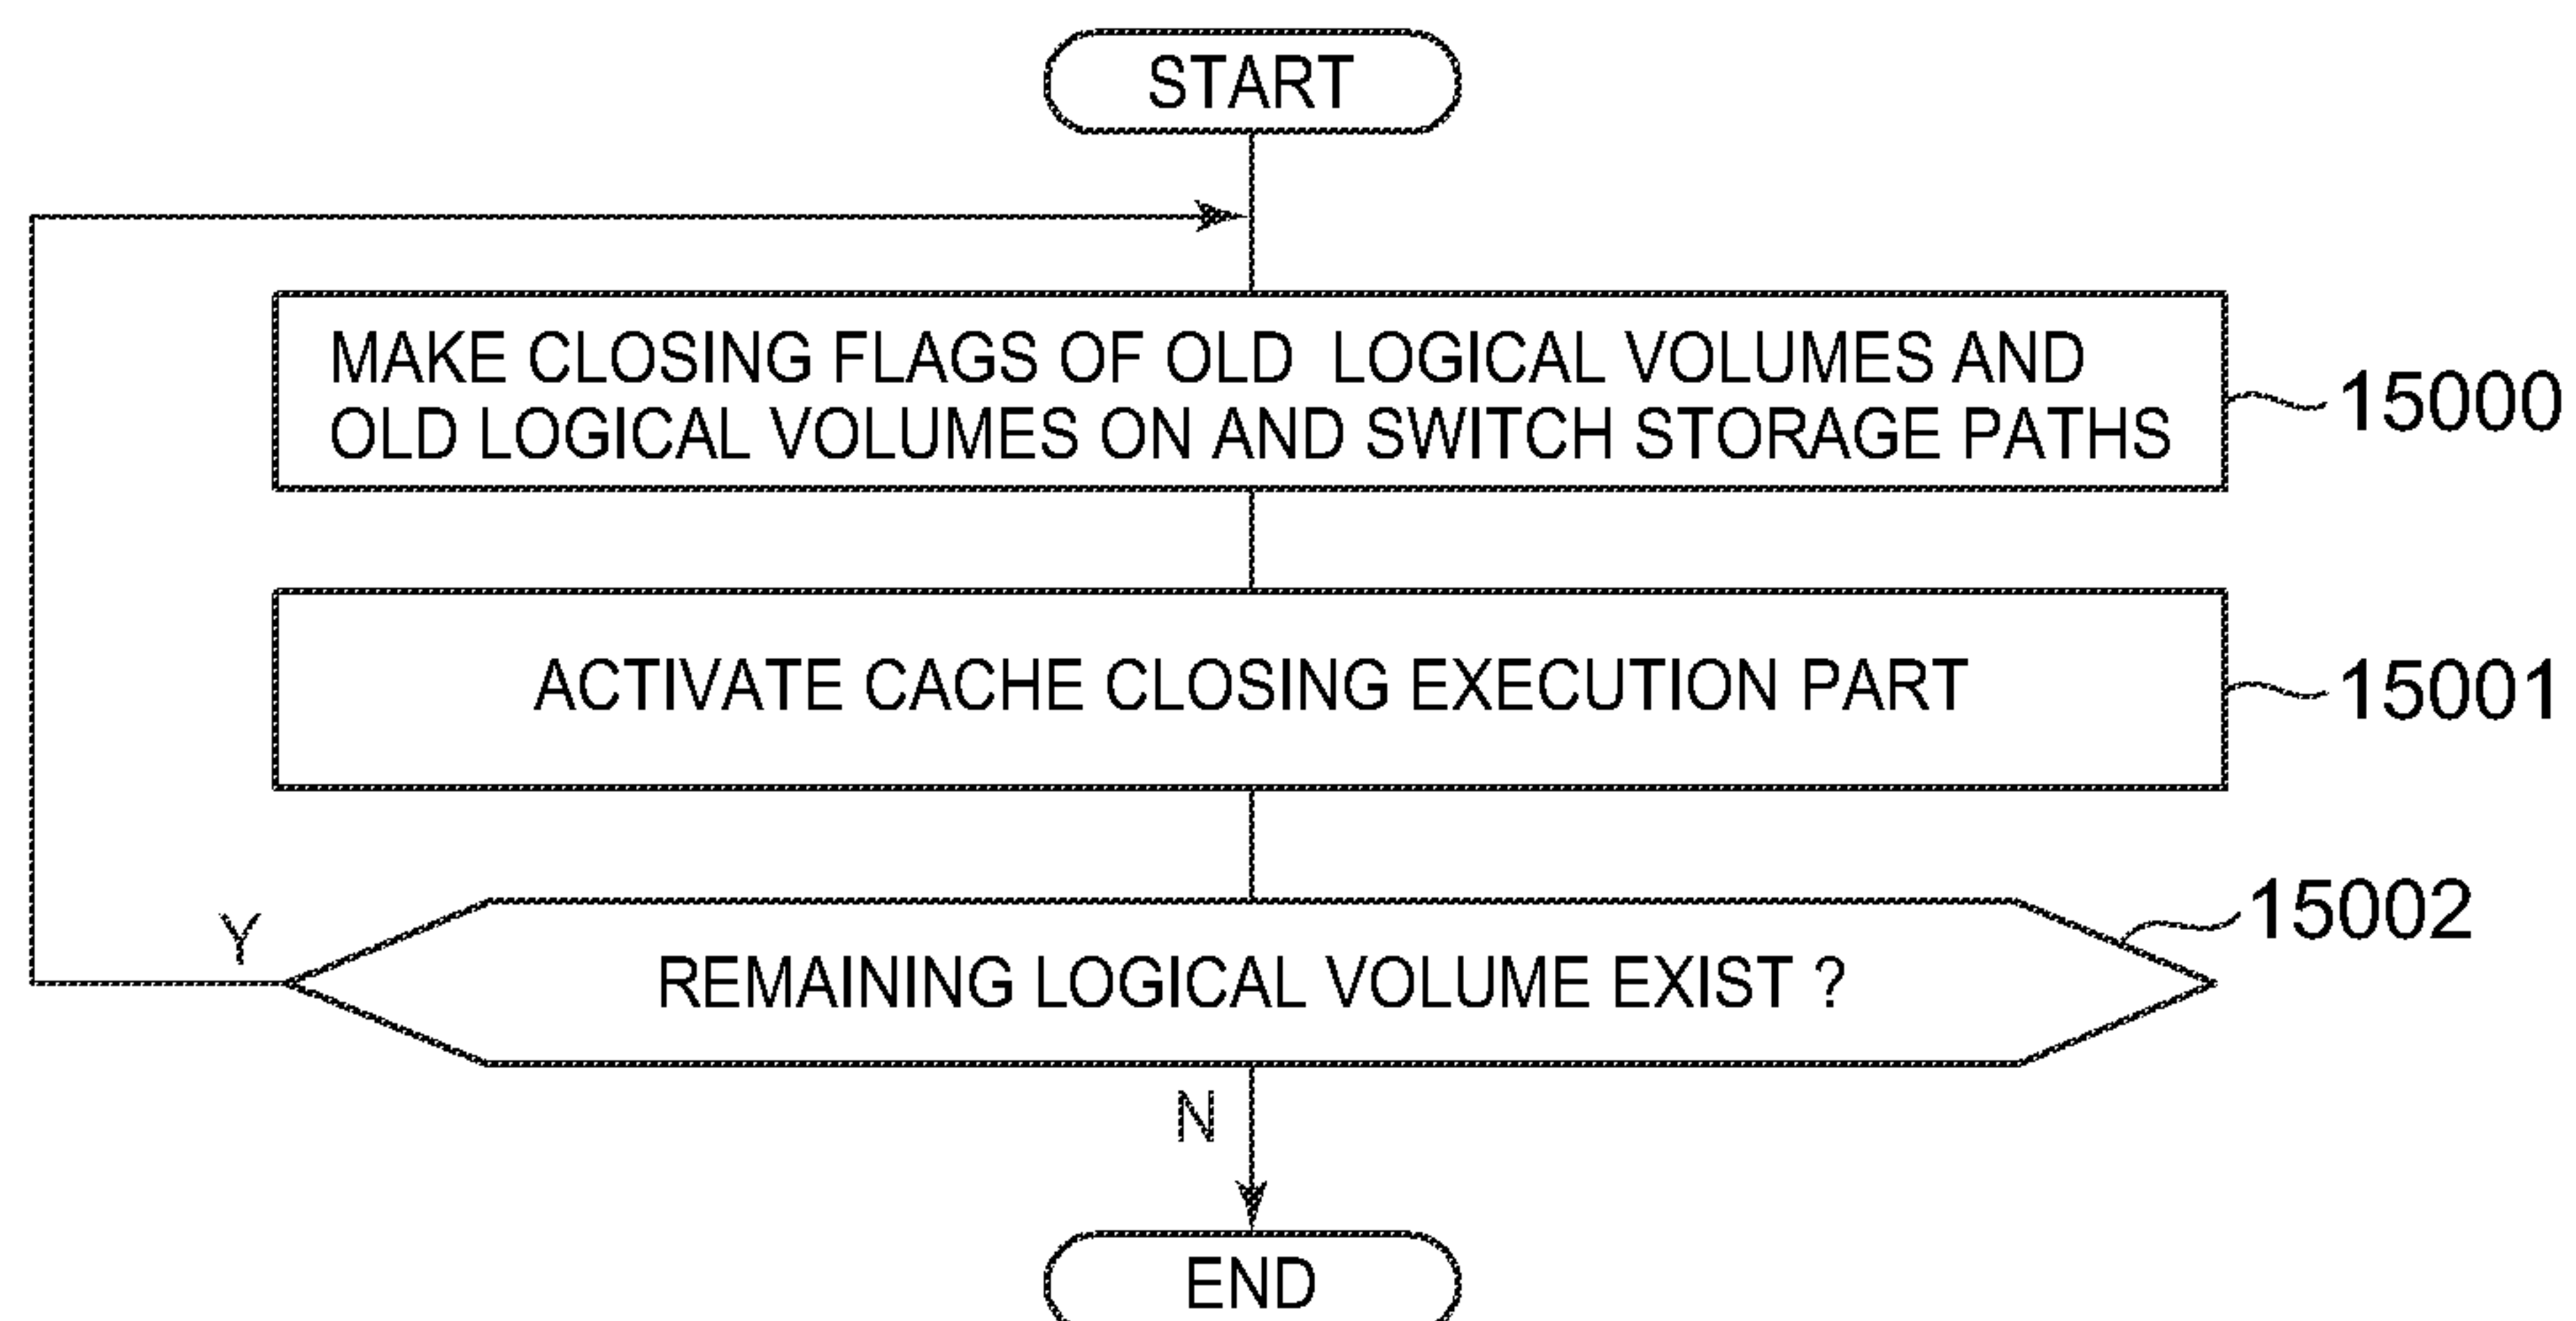 START
MAKE CLOSING FLAGS OF OLD LOGICAL VOLUMES AND
OLD LOGICAL VOLUMES ON AND SWITCH STORAGE PATHS
15000
ACTIVATE CACHE CLOSING EXECUTION PART
15001
15002
Y
REMAINING LOGICAL VOLUME EXIST ?
N
END